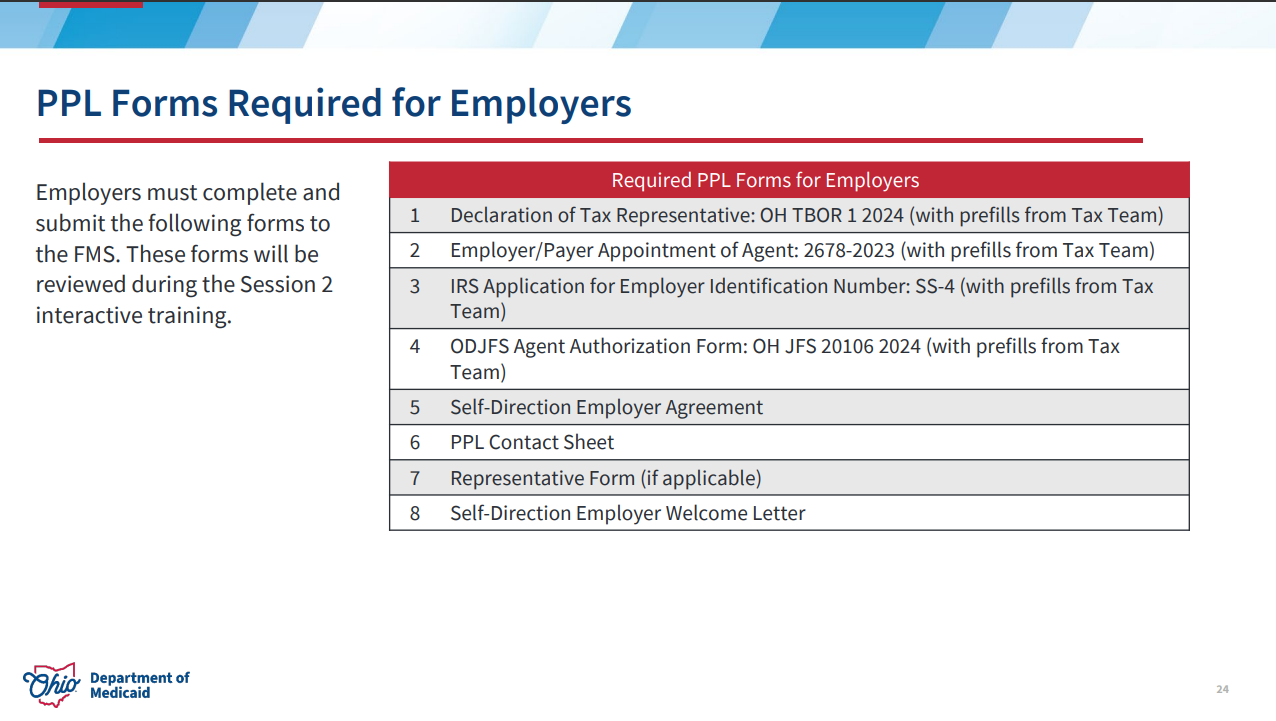 PPL Forms Required for Employers
Employers must complete and
submit the following forms to
the FMS. These forms will be
reviewed during the Session 2
interactive training.
Required PPL Forms for Employers
1 Declaration of Tax Representative: OH TBOR 1 2024 (with prefills from Tax Team)
2 Employer/Payer Appointment of Agent: 2678-2023 (with prefills from Tax Team)
3 IRS Application for Employer Identification Number: SS-4 (with prefills from Tax
Team)
4 ODJFS Agent Authorization Form: OH JFS 20106 2024 (with prefills from Tax
Team)
5 Self-Direction Employer Agreement
6 PPL Contact Sheet
7 Representative Form (if applicable)
8 Self-Direction Employer Welcome Letter
Ohio
Department of
Medicaid
24